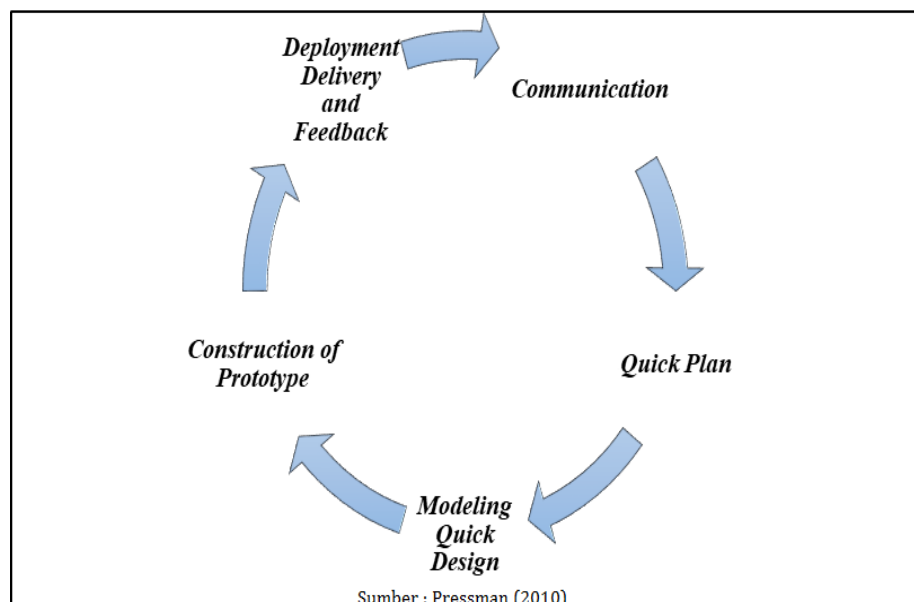 Deployment
Delivery
and
Feedback
Communication
Quick Plan
Modeling
Quick
Design
Construction of
Prototype
Sumber : Pressman (2010)